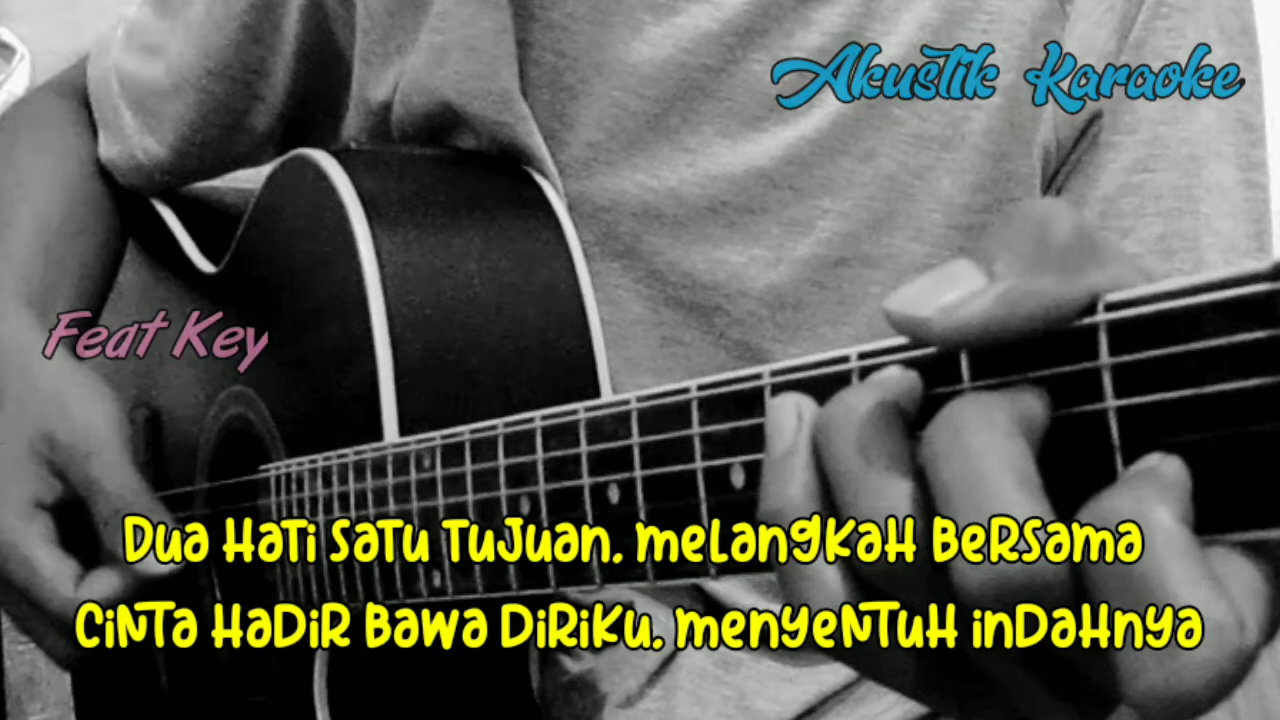 Akustik Karaoke
Feat Key
Dua Hati Satu Tujuan. melangkah Bersama
Cinta Hadir Bawa Diriku. menyentuh indahnya